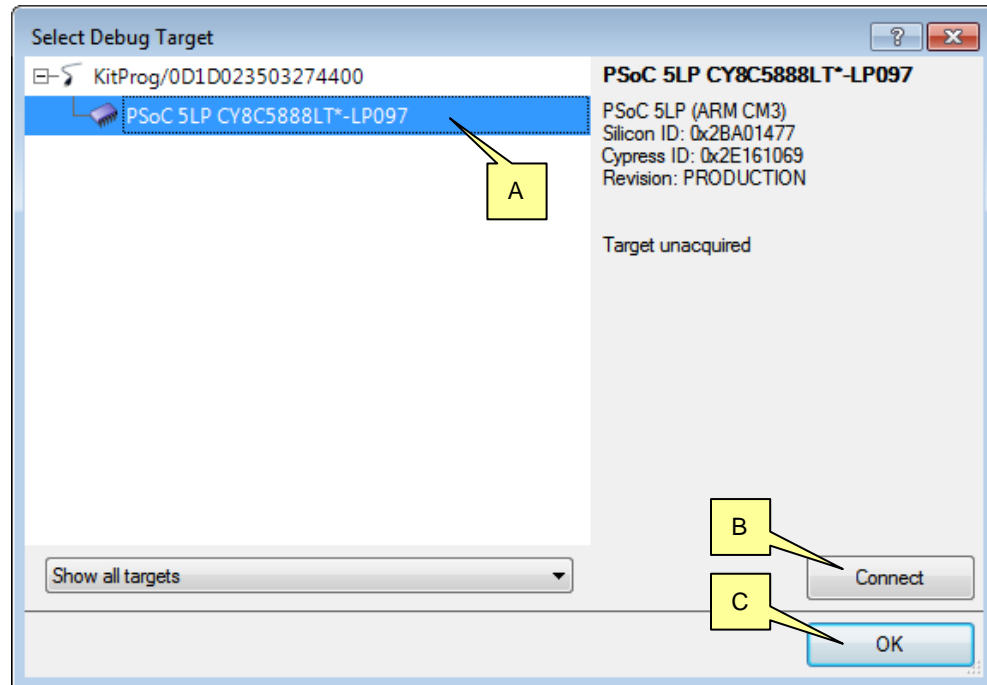 Select Debug Target
KitProg/0D1D023503274400
PSoC 5LP CY8C5888LT*-LP097
A
PSoC 5LP CY8C5888LT*-LP097
PSoC 5LP (ARM CM3)
Silicon ID: 0x2BA01477
Cypress ID: 0x2E161069
Revision: PRODUCTION
Target unacquired
B
Show all targets
Connect
C
OK